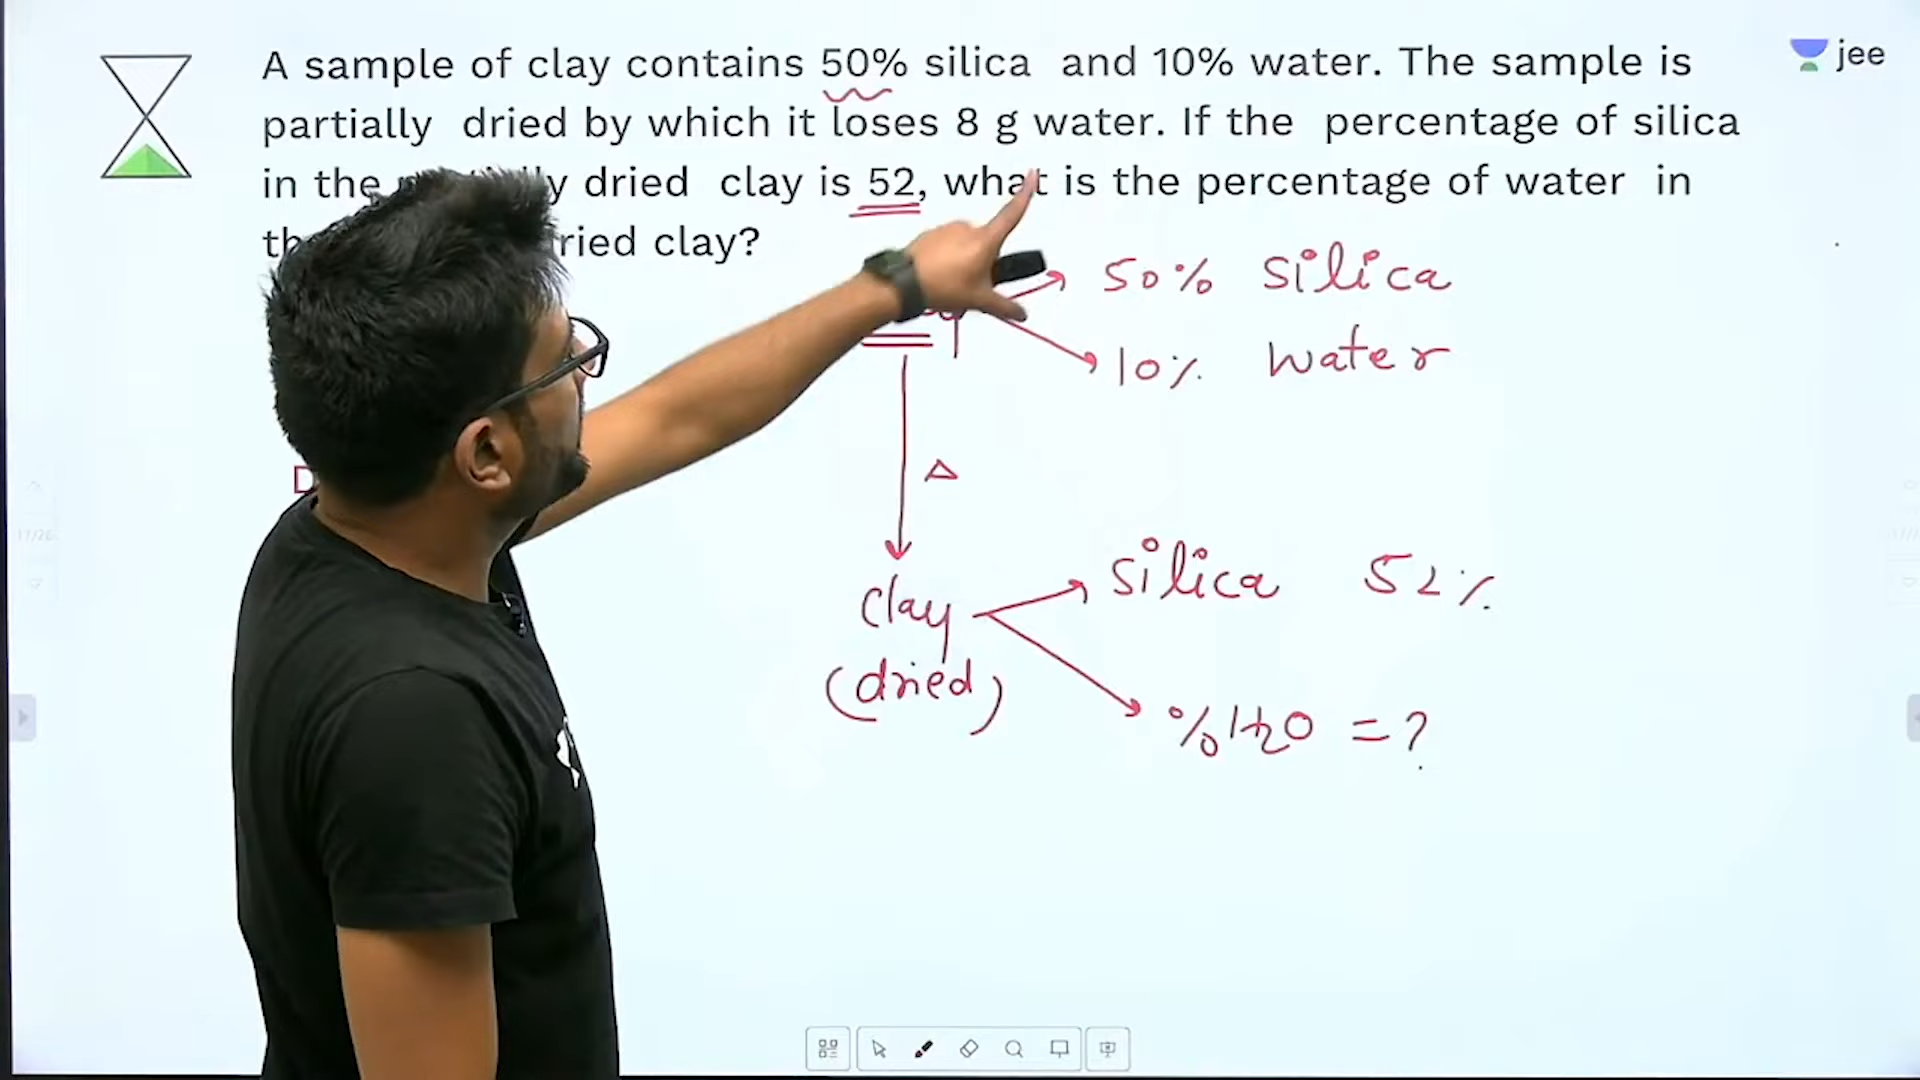 A sample of clay contains 50% silica and 10% water. The sample is
jee
partially dried by which it loses 8 g water. If the percentage of silica
in the dried clay is 52, what is the percentage of water in
clay?
50% Silica
10% Water
Δ
Clay
(dried)
Silica 52%
%H2O = ?